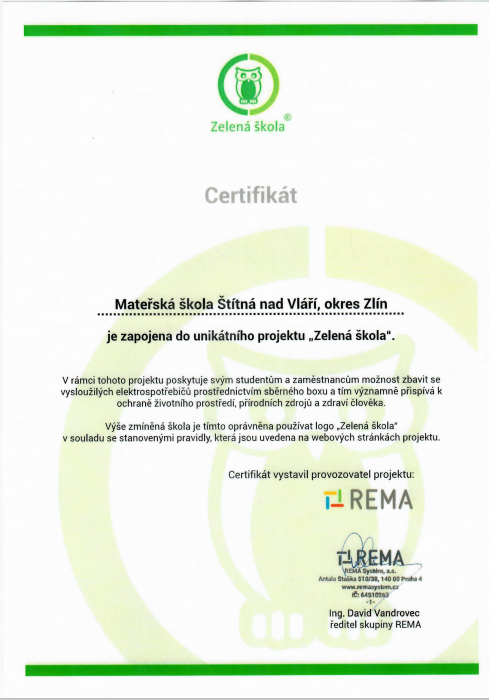 Zelená škola®
Certifikát
Mateřská škola Štítná nad Vláří, okres Zlín
je zapojena do unikátního projektu „Zelená škola“.
V rámci tohoto projektu poskytuje svým studentům a zaměstnancům možnost zbavit se
vysloužilých elektrospotřebičů prostřednictvím sběrného boxu a tím významně přispívá k
ochraně životního prostředí, přírodních zdrojů a zdraví člověka.
Výše zmíněná škola je tímto oprávněna používat logo „Zelená škola“
v souladu se stanovenými pravidly, která jsou uvedena na webových stránkách projektu.
Certifikát vystavil provozovatel projektu:
REMA
REMA
REMA Systém, a.s.
Antala Staška 510/38, 140 00 Praha 4
www.remasystem.cz
IČ: 64510263
-1-
Ing. David Vandrovec
ředitel skupiny REMA